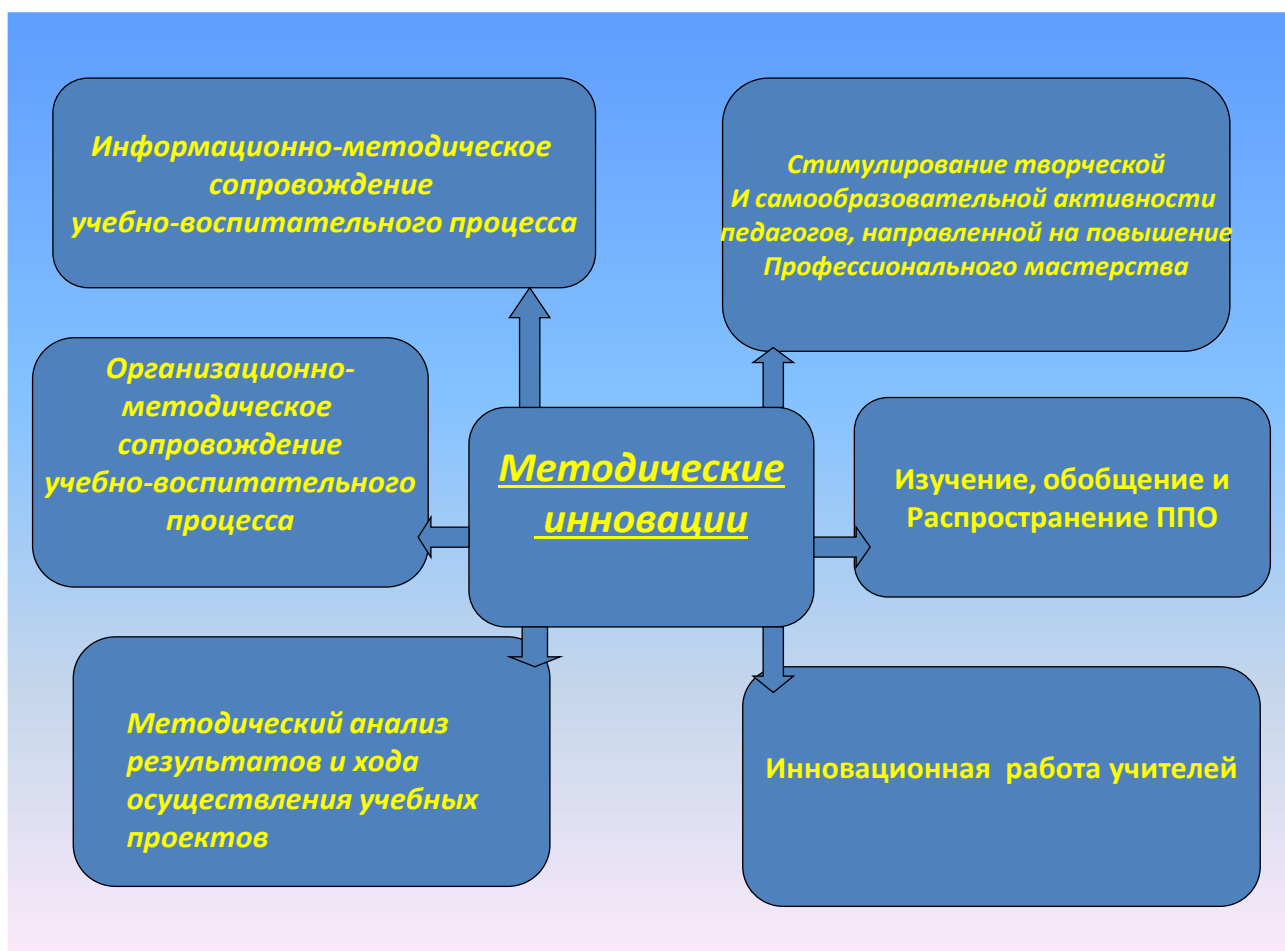 Информационно-методическое
сопровождение
учебно-воспитательного процесса
Стимулирование творческой
И самообразовательной активности
педагогов, направленной на повышение
Профессионального мастерства
Организационно-
методическое
сопровождение
учебно-воспитательного
процесса
Методические
инновации
Изучение, обобщение и
Распространение ППО
Методический анализ
результатов и хода
осуществления учебных
проектов
Инновационная работа учителей